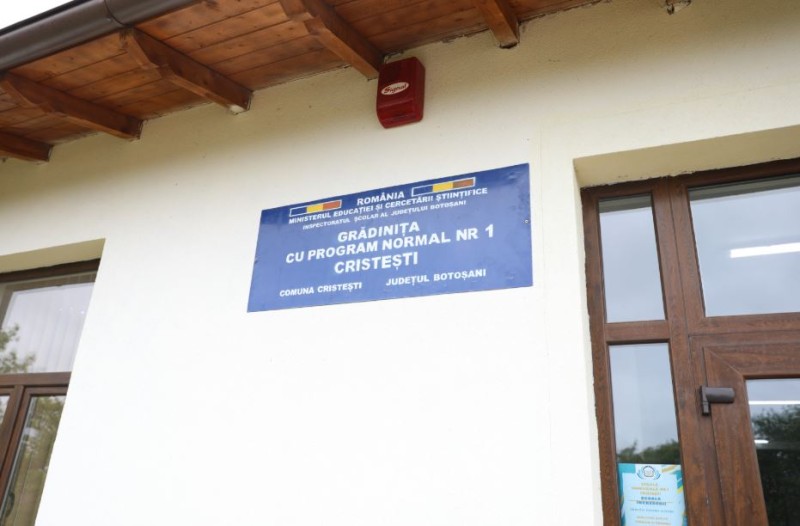 Signal
ROMÂNIA
MINISTERUL EDUCAȚIEI ȘI CERCETĂRII ȘTIINȚIFICE
INSPECTORATUL ȘCOLAR AL JUDEȚULUI BOTOȘANI
GRĂDINIȚA
CU PROGRAM NORMAL NR 1
CRISTEȘTI
COMUNA CRISTEȘTI JUDEȚUL BOTOȘANI